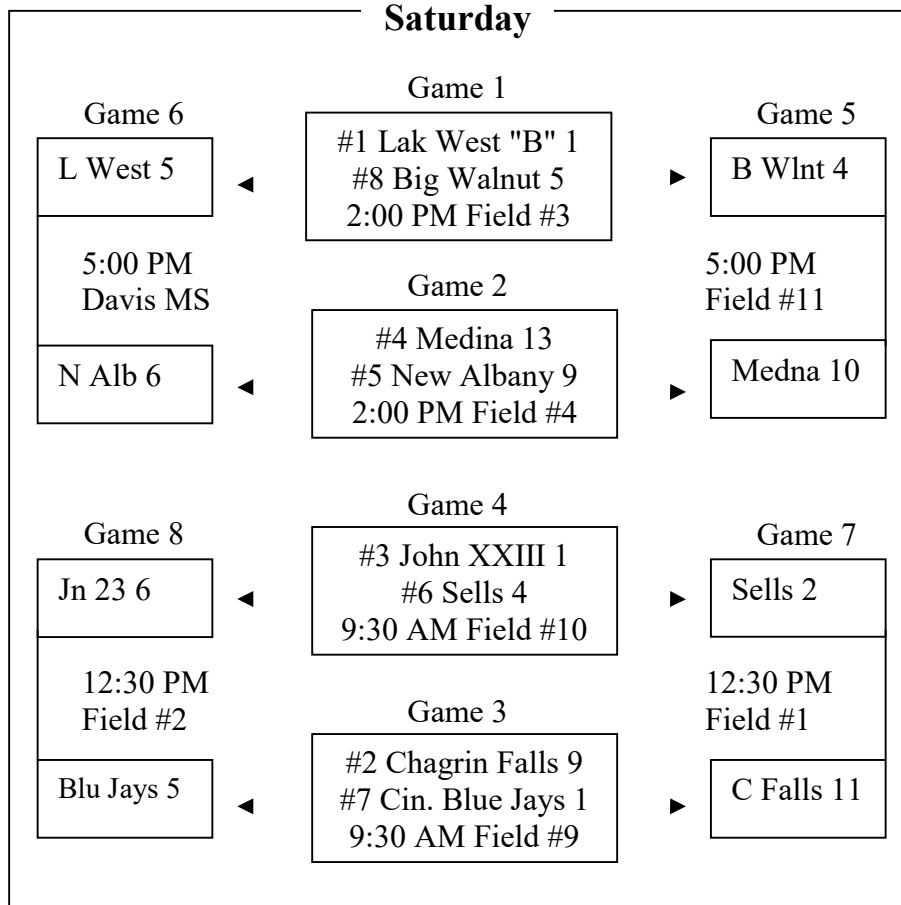 Saturday
Game 1
Game 6
Game 5
#1 Lak West "B" 1
#8 Big Walnut 5
2:00 PM Field #3
L West 5
B Wlnt 4
5:00 PM
Davis MS
5:00 PM
Field #11
Game 2
#4 Medina 13
#5 New Albany 9
2:00 PM Field #4
N Alb 6
Medna 10
Game 4
Game 8
Game 7
#3 John XXIII 1
#6 Sells 4
9:30 AM Field #10
Jn 23 6
Sells 2
12:30 PM
Field #2
12:30 PM
Field #1
Game 3
#2 Chagrin Falls 9
#7 Cin. Blue Jays 1
9:30 AM Field #9
Blu Jays 5
C Falls 11